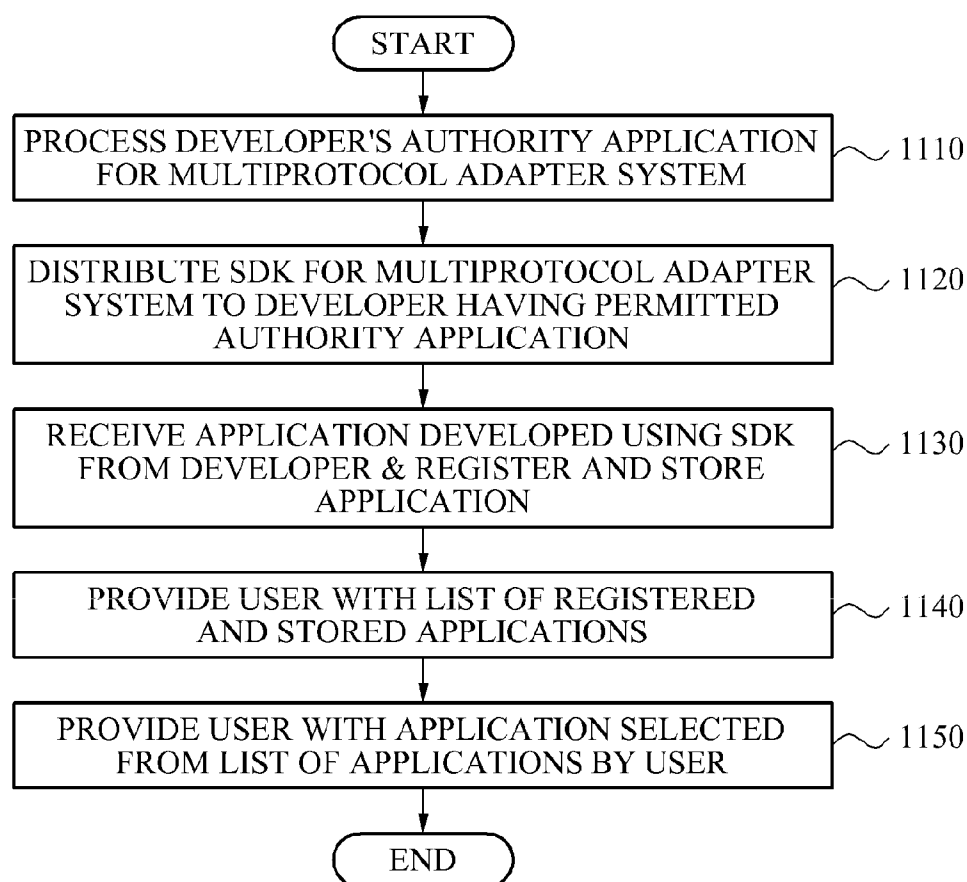 START
PROCESS DEVELOPER'S AUTHORITY APPLICATION
FOR MULTIPROTOCOL ADAPTER SYSTEM
1110
DISTRIBUTE SDK FOR MULTIPROTOCOL ADAPTER
SYSTEM TO DEVELOPER HAVING PERMITTED
AUTHORITY APPLICATION
1120
RECEIVE APPLICATION DEVELOPED USING SDK
FROM DEVELOPER & REGISTER AND STORE
APPLICATION
1130
PROVIDE USER WITH LIST OF REGISTERED
AND STORED APPLICATIONS
1140
PROVIDE USER WITH APPLICATION SELECTED
FROM LIST OF APPLICATIONS BY USER
1150
END